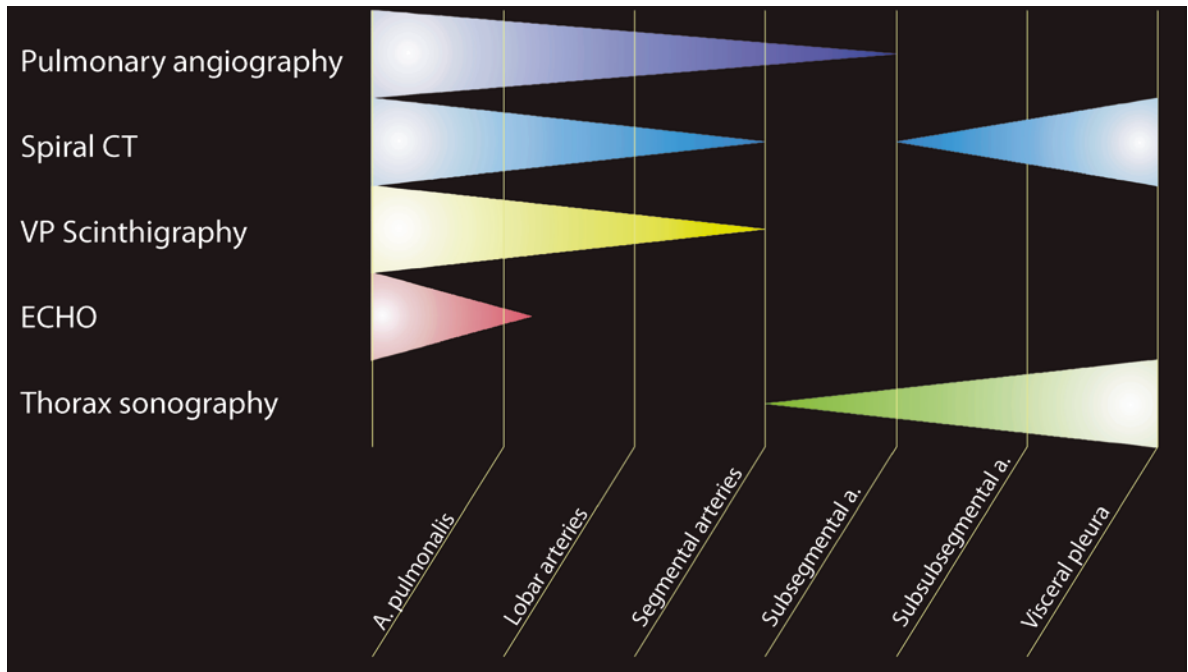 Pulmonary angiography
Spiral CT
VP Scinthigraphy
ECHO
Thorax sonography
A. pulmonalis
Lobar arteries
Segmental arteries
Subsegmental a.
Subsubsegmental a.
Visceral pleura